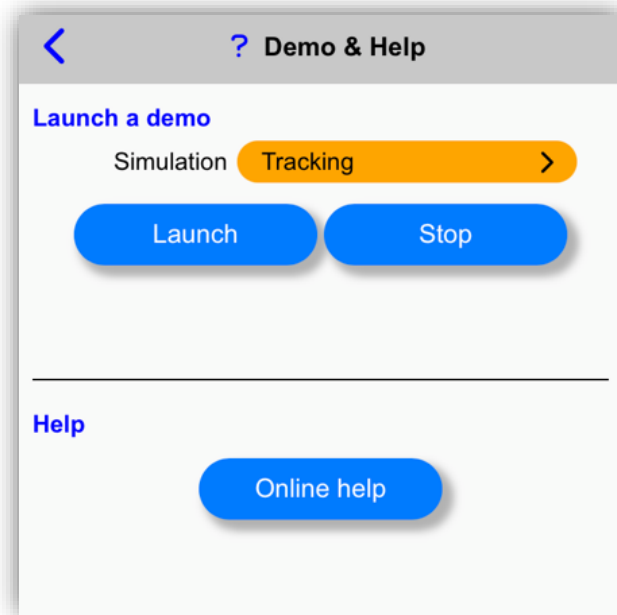 ? Demo & Help
Launch a demo
Simulation Tracking
Launch Stop
Help
Online help